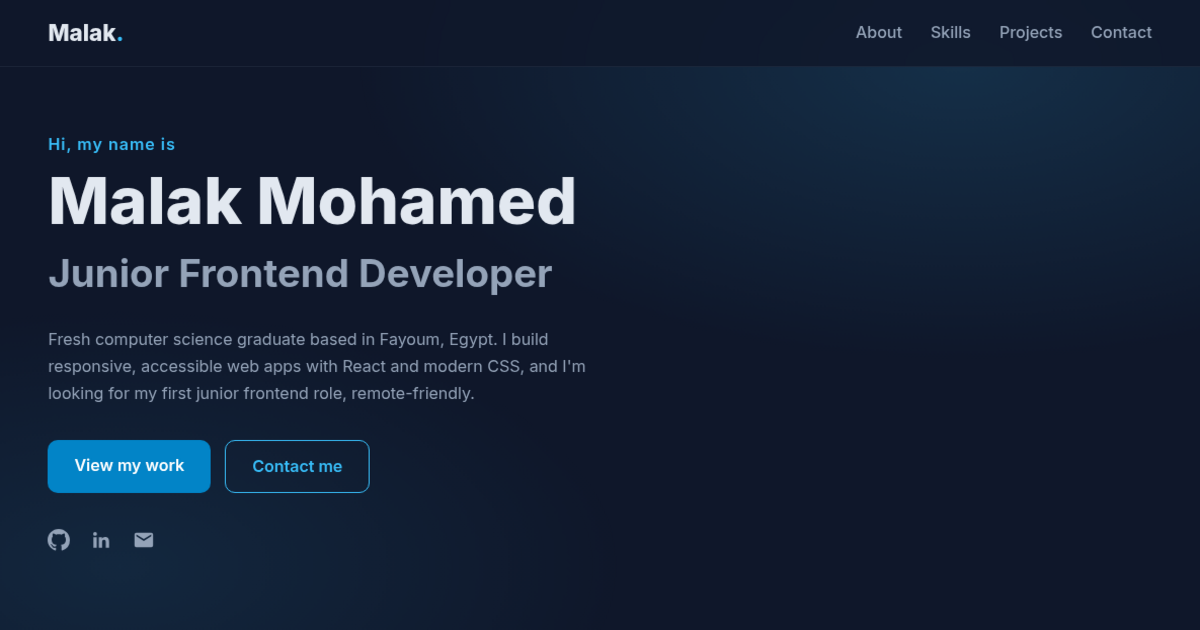 Malak.
About Skills Projects Contact
Hi, my name is
Malak Mohamed
Junior Frontend Developer
Fresh computer science graduate based in Fayoum, Egypt. I build
responsive, accessible web apps with React and modern CSS, and I'm
looking for my first junior frontend role, remote-friendly.
View my work
Contact me
in